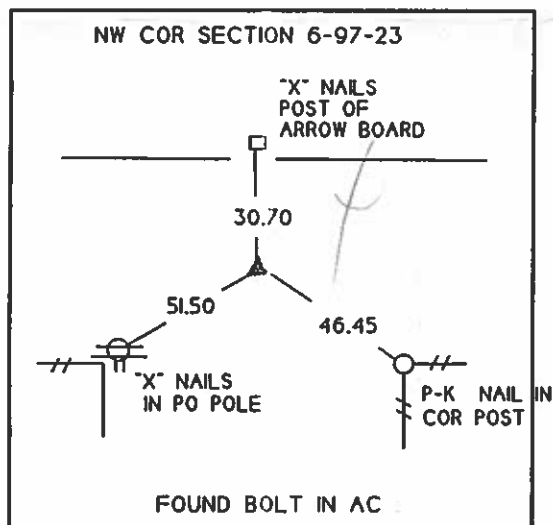 NW COR SECTION 6-97-23
"X" NAILS
POST OF
ARROW BOARD
30.70
51.50
46.45
"X" NAILS
IN PO POLE
P-K NAIL IN
COR POST
FOUND BOLT IN AC